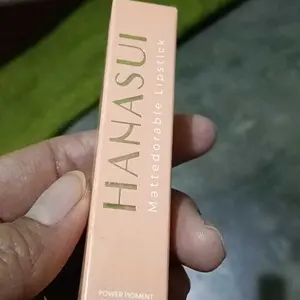 HANASUI
Mattedorable Lipstick
POWER PIGMENT